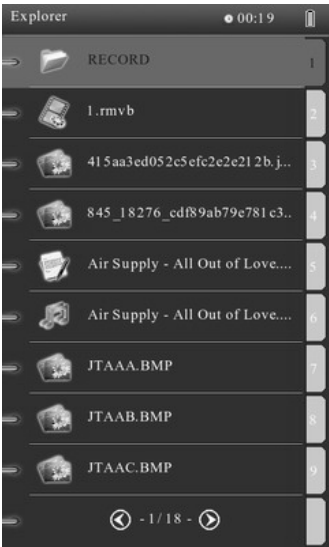 Explorer 00:19
RECORD 1
1.rmvb 2
415aa3ed052c5efc2e2e212b.j... 3
845_18276_cdf89ab79e781c3.. 4
Air Supply - All Out of Love.... 5
Air Supply - All Out of Love.... 6
JTAAA.BMP 7
JTAAB.BMP 8
JTAAC.BMP 9
- 1/18 -